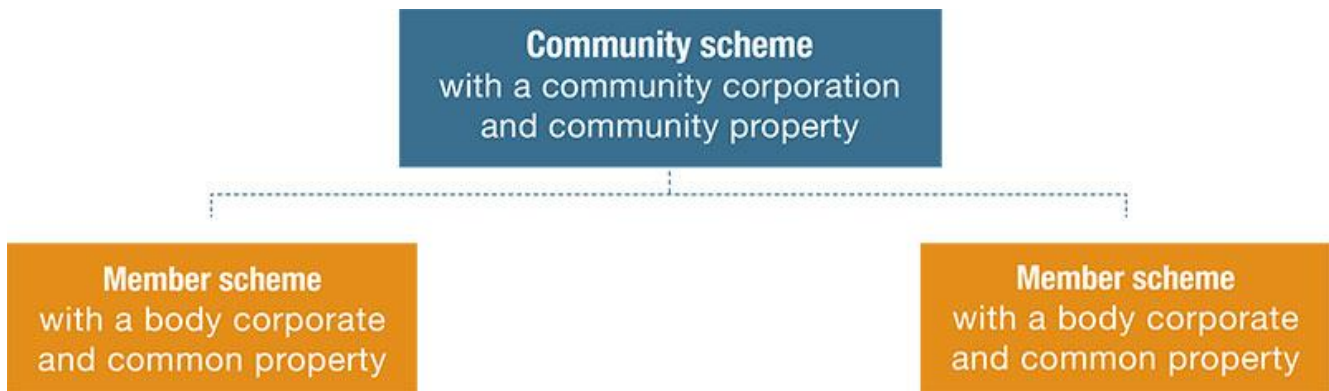 Community scheme
with a community corporation
and community property
Member scheme
with a body corporate
and common property
Member scheme
with a body corporate
and common property